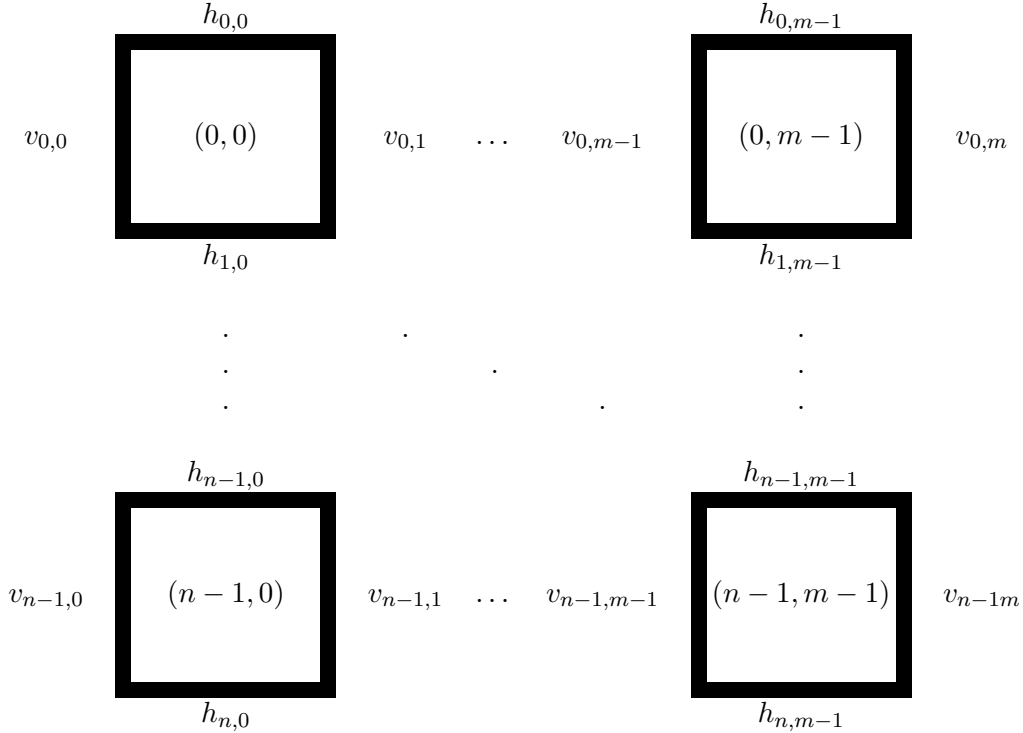 h_{0,0} h_{0,m−1}
v_{0,0} (0, 0) v_{0,1} … v_{0,m−1} (0, m − 1) v_{0,m}
h_{1,0} h_{1,m−1}
. . .
. . .
. . .
h_{n−1,0} h_{n−1,m−1}
v_{n−1,0} (n − 1, 0) v_{n−1,1} … v_{n−1,m−1} (n − 1, m − 1) v_{n−1m}
h_{n,0} h_{n,m−1}